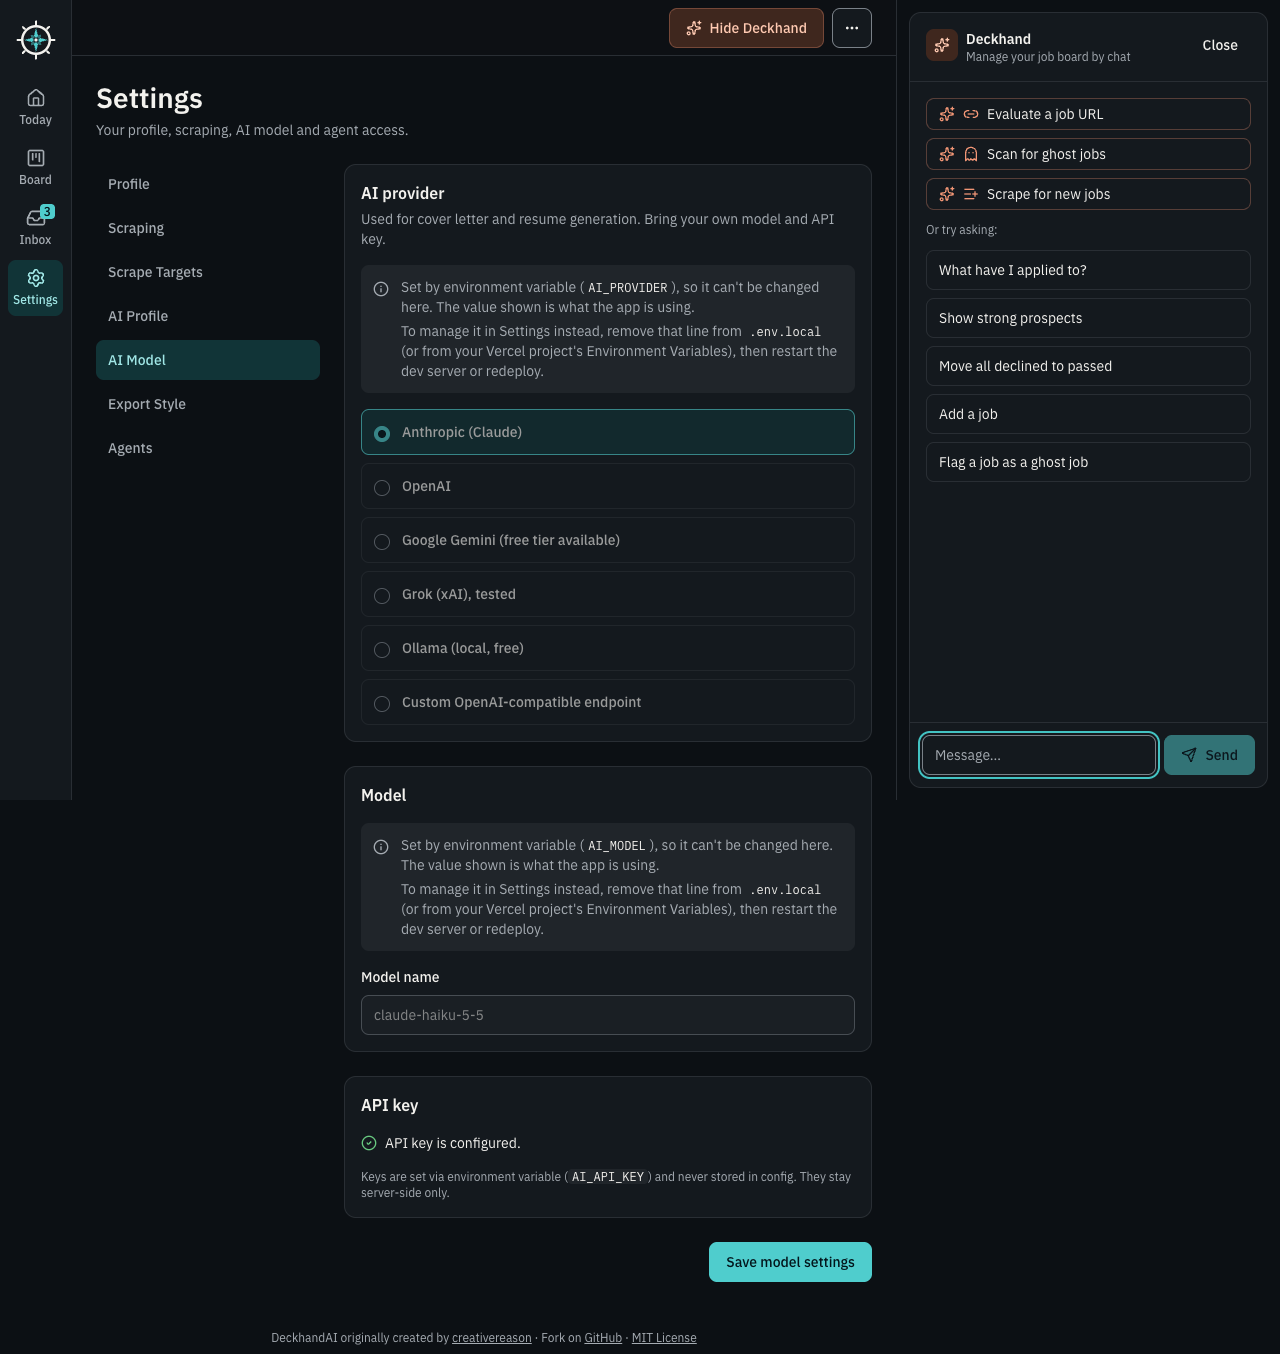 Today
Board
3
Inbox
Settings
Hide Deckhand
Settings
Your profile, scraping, AI model and agent access.
Profile
Scraping
Scrape Targets
AI Profile
AI Model
Export Style
Agents
AI provider
Used for cover letter and resume generation. Bring your own model and API
key.
Set by environment variable ( AI_PROVIDER ), so it can't be changed
here. The value shown is what the app is using.
To manage it in Settings instead, remove that line from .env.local
(or from your Vercel project's Environment Variables), then restart the
dev server or redeploy.
Anthropic (Claude)
OpenAI
Google Gemini (free tier available)
Grok (xAI), tested
Ollama (local, free)
Custom OpenAI-compatible endpoint
Model
Set by environment variable ( AI_MODEL ), so it can't be changed here.
The value shown is what the app is using.
To manage it in Settings instead, remove that line from .env.local
(or from your Vercel project's Environment Variables), then restart the
dev server or redeploy.
Model name
claude-haiku-5-5
API key
API key is configured.
Keys are set via environment variable ( AI_API_KEY ) and never stored in config. They stay
server-side only.
Save model settings
DeckhandAI originally created by creativereason · Fork on GitHub · MIT License
Deckhand
Manage your job board by chat
Close
Evaluate a job URL
Scan for ghost jobs
Scrape for new jobs
Or try asking:
What have I applied to?
Show strong prospects
Move all declined to passed
Add a job
Flag a job as a ghost job
Message...
Send